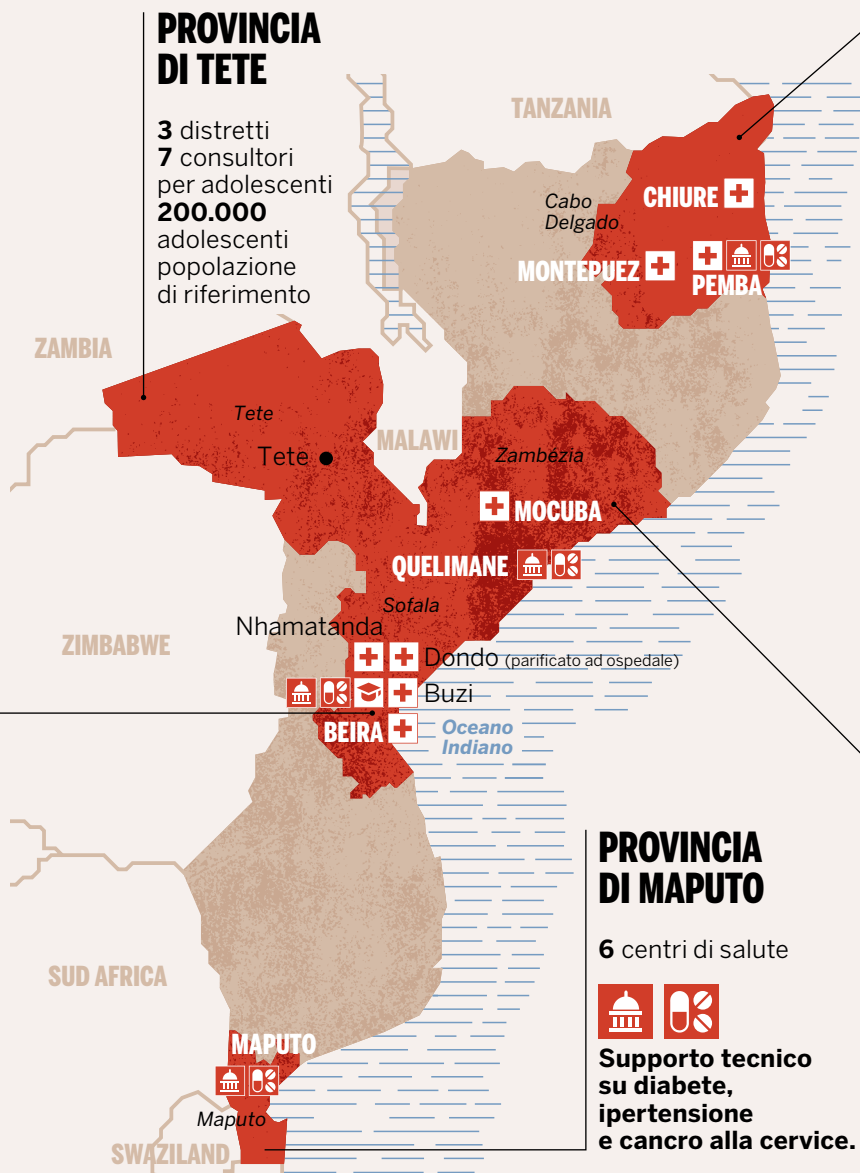 PROVINCIA
DI TETE
3 distretti
7 consultori
per adolescenti
200.000
adolescenti
popolazione
di riferimento
TANZANIA
Cabo
Delgado
CHIURE
MONTEPUEZ
PEMBA
ZAMBIA
Tete
Tete
MALAWI
Zambézia
MOCUBA
QUELIMANE
Sofala
Nhamatanda
ZIMBABWE
Dondo (parificato ad ospedale)
Buzi
BEIRA
Oceano
Indiano
PROVINCIA
DI MAPUTO
6 centri di salute
Supporto tecnico
su diabete,
ipertensione
e cancro alla cervice.
SUD AFRICA
MAPUTO
Maputo
SWAZILAND